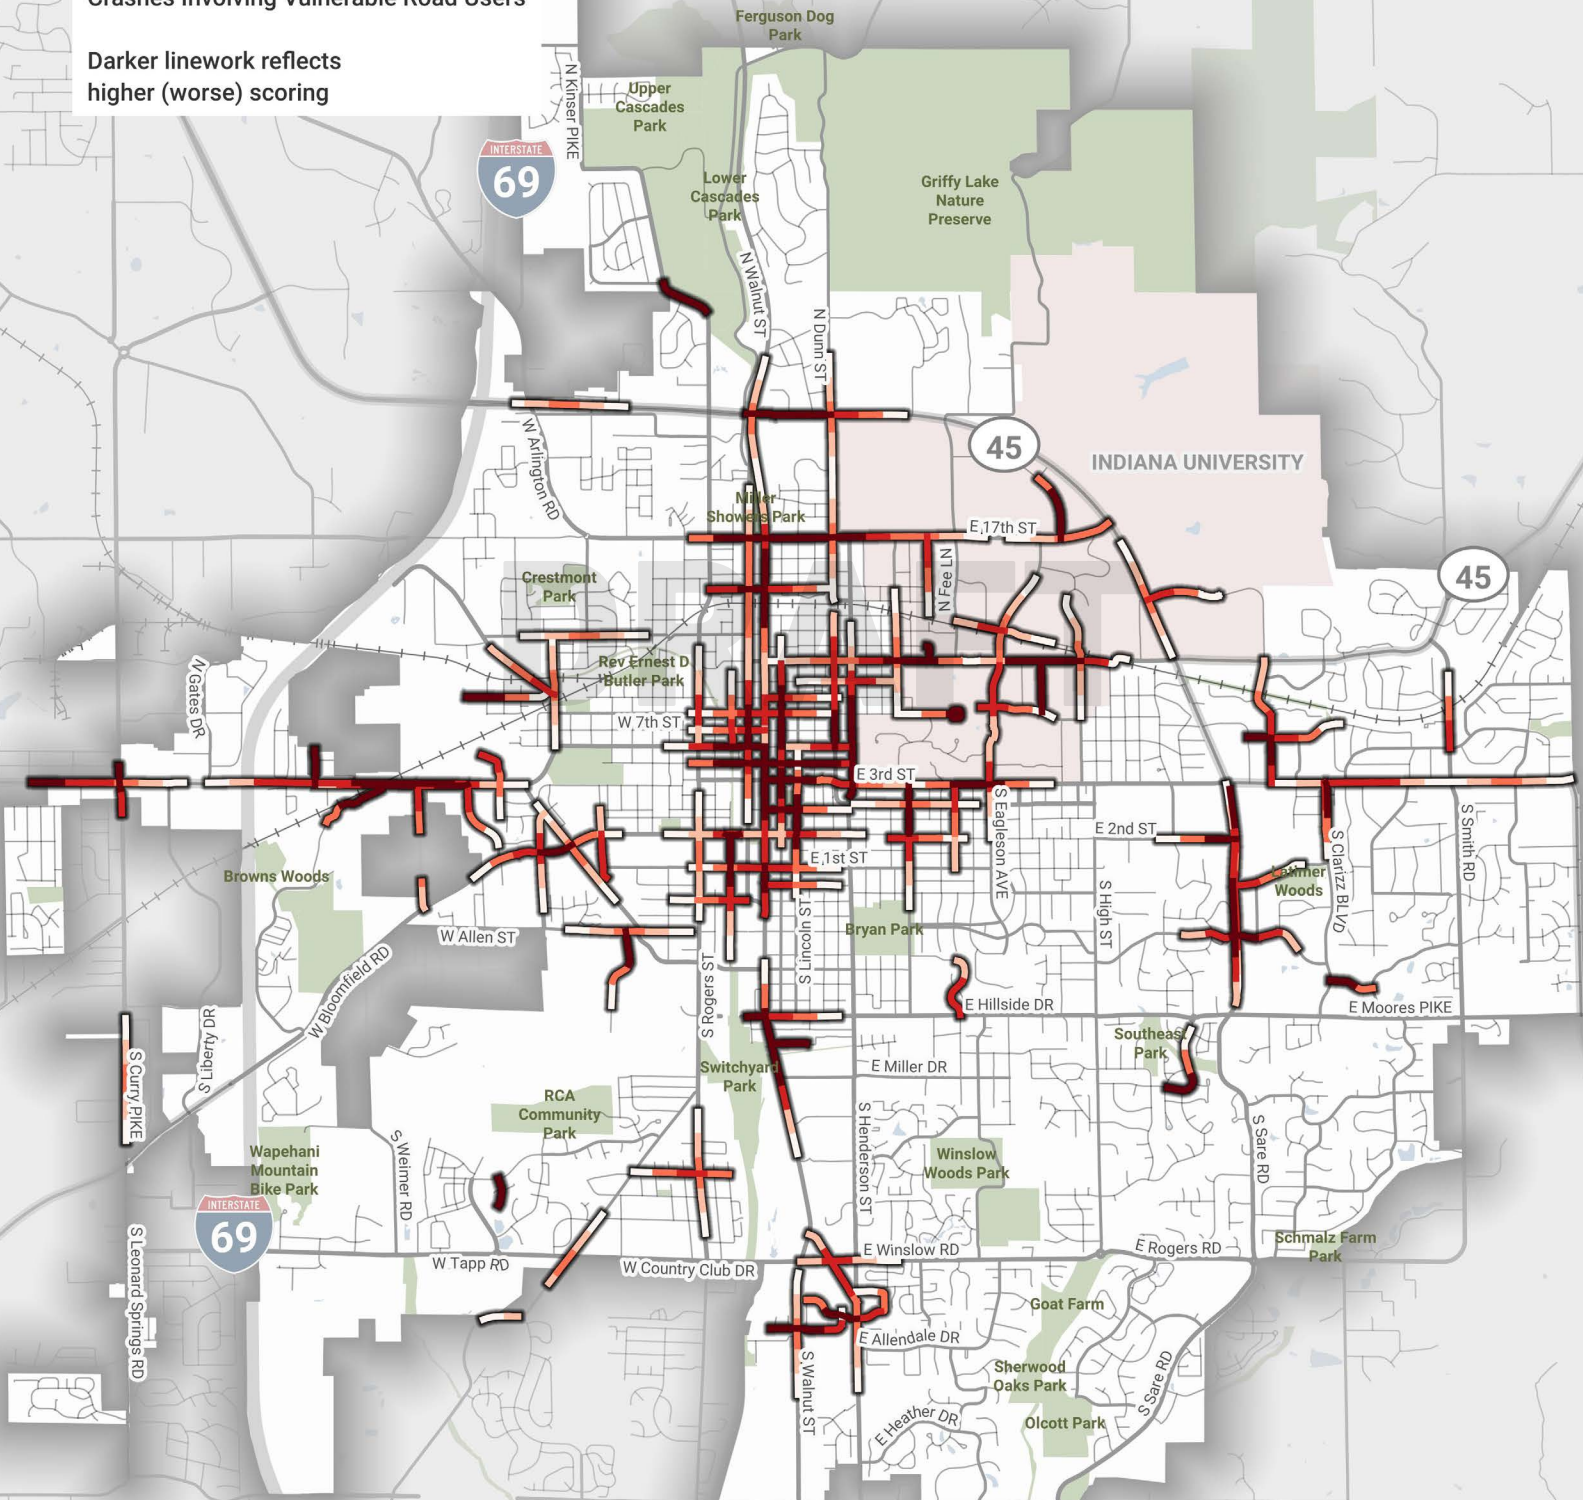 Crashes Involving Vulnerable Road Users
Darker linework reflects
higher (worse) scoring
Ferguson Dog
Park
N Kinser PIKE
Upper
Cascades
Park
INTERSTATE
69
Lower
Cascades
Park
Griffy Lake
Nature
Preserve
N Walnut ST
N Dunn ST
W Arlington RD
45
INDIANA UNIVERSITY
Miller
Showers Park
E 17th ST
N Fee LN
45
Crestmont
Park
DRAFT
Rev Ernest D
Butler Park
N Gates DR
W 7th ST
E 3rd ST
S Eagleson AVE
E 2nd ST
S Smith RD
S Clarizz BLVD
E 1st ST
Browns Woods
Latimer
Woods
S High ST
S Lincoln ST
Bryan Park
W Allen ST
W Bloomfield RD
S Rogers ST
E Hillside DR
E Moores PIKE
S Liberty DR
S Curry PIKE
Southeast
Park
Switchyard
Park
E Miller DR
RCA
Community
Park
S Henderson ST
S Sare RD
Wapehani
Mountain
Bike Park
S Weimer RD
Winslow
Woods Park
INTERSTATE
69
S Leonard Springs RD
W Tapp RD
W Country Club DR
E Winslow RD
E Rogers RD
Schmalz Farm
Park
Goat Farm
E Allendale DR
S Walnut ST
Sherwood
Oaks Park
S Sare RD
E Heather DR
Olcott Park